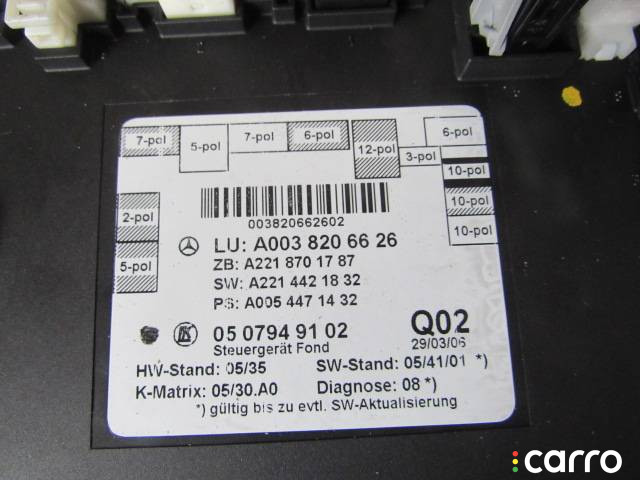 7-pol
5-pol
7-pol
6-pol
12-pol
6-pol
3-pol
10-pol
10-pol
10-pol
2-pol
5-pol
003820662602
LU: A003 820 66 26
ZB: A221 870 17 87
SW: A221 442 18 32
PS: A005 447 14 32
05 0794 91 02 Q02
Steuergerät Fond 29/03/06
HW-Stand: 05/35 SW-Stand: 05/41/01 *)
K-Matrix: 05/30.A0 Diagnose: 08 *)
*) gültig bis zu evtl. SW-Aktualisierung
carro